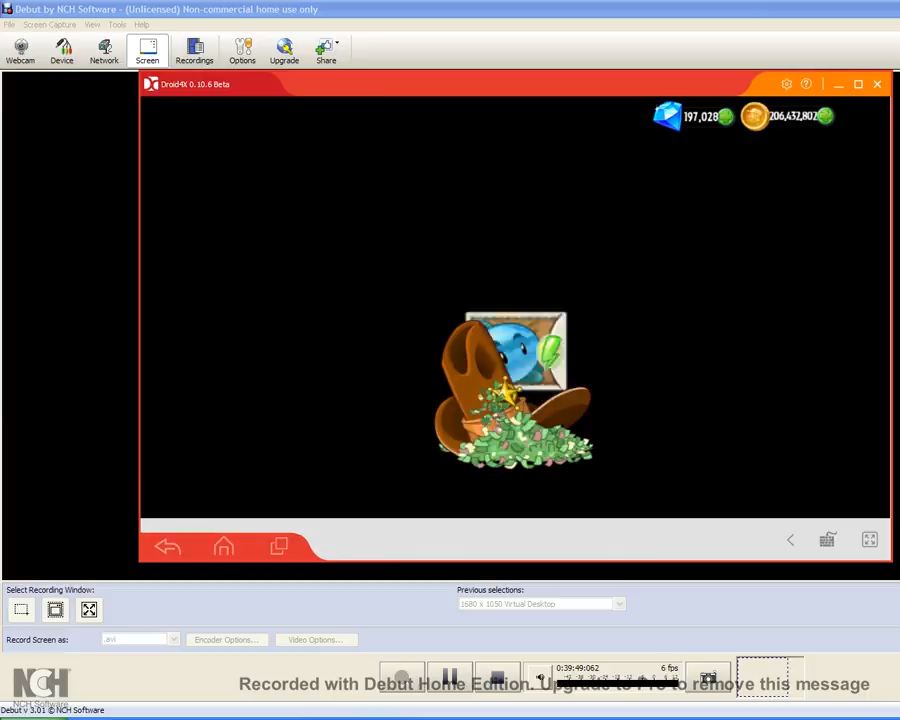 Debut by NCH Software - (Unlicensed) Non-commercial home use only
File Screen Capture View Tools Help
Webcam Device Network Screen Recordings Options Upgrade Share
Droid4X 0.10.6 Beta
197,028 206,432,802
Select Recording Window:
Previous selections:
1680 x 1050 Virtual Desktop
Record Screen as: .avi Encoder Options... Video Options...
0:39:49:062 6 fps
Recorded with Debut Home Edition. Upgrade to Pro to remove this message
NCH
NCH Software
Debut v 3.01 © NCH Software